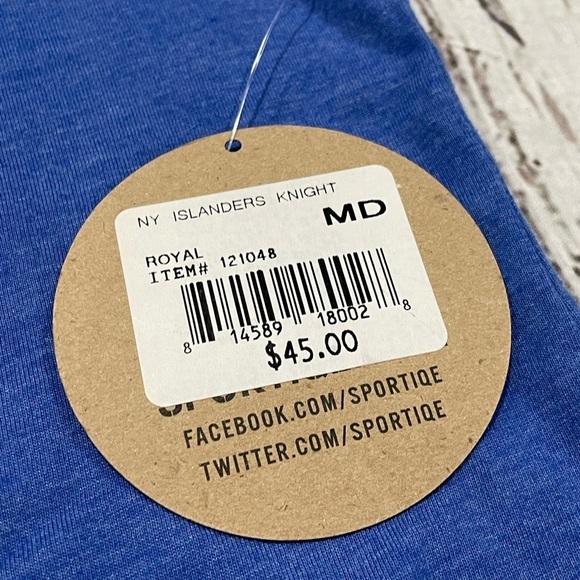 NY ISLANDERS KNIGHT
MD
ROYAL
ITEM# 121048
8 14589 18002 8
$45.00
FACEBOOK.COM/SPORTIQE
TWITTER.COM/SPORTIQE